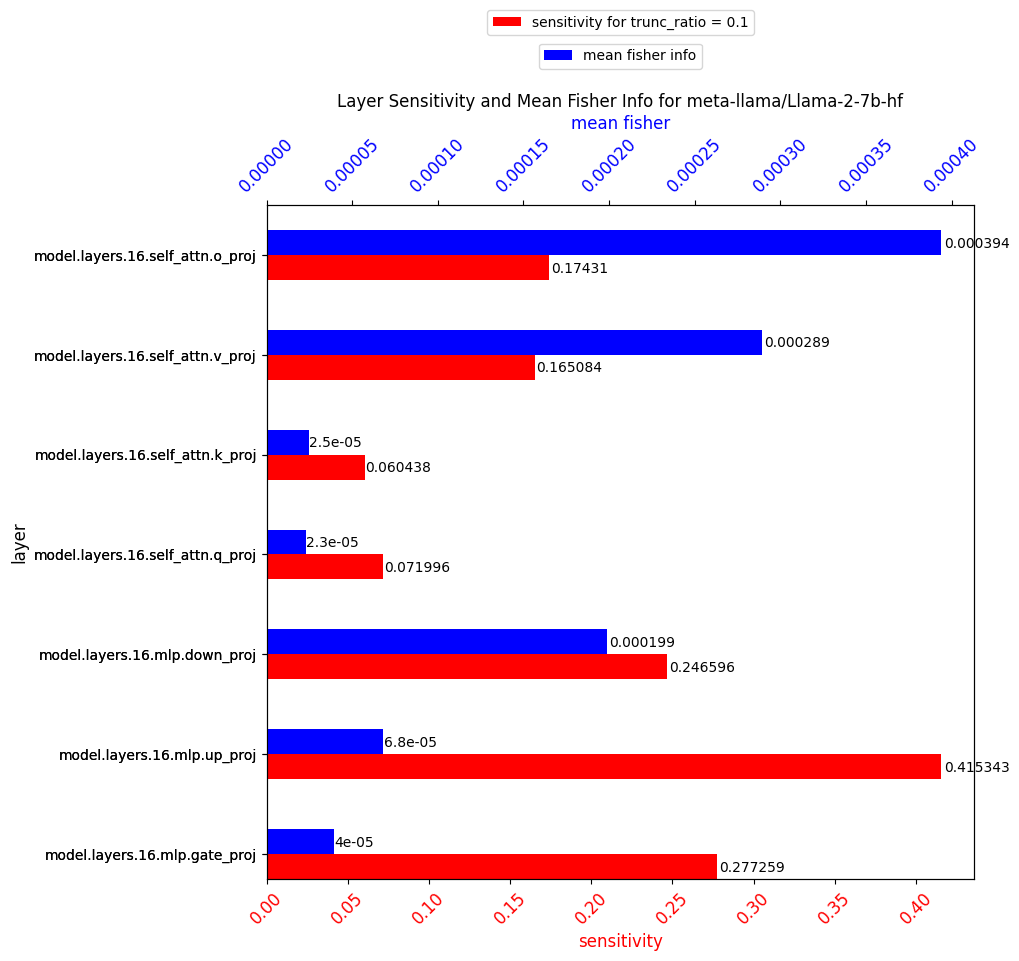 sensitivity for trunc_ratio = 0.1
mean fisher info
Layer Sensitivity and Mean Fisher Info for meta-llama/Llama-2-7b-hf
mean fisher
0.00000 0.00005 0.00010 0.00015 0.00020 0.00025 0.00030 0.00035 0.00040
model.layers.16.self_attn.o_proj
0.000394
0.17431
model.layers.16.self_attn.v_proj
0.000289
0.165084
model.layers.16.self_attn.k_proj
2.5e-05
0.060438
model.layers.16.self_attn.q_proj
2.3e-05
0.071996
layer
model.layers.16.mlp.down_proj
0.000199
0.246596
model.layers.16.mlp.up_proj
6.8e-05
0.415343
model.layers.16.mlp.gate_proj
4e-05
0.277259
0.00 0.05 0.10 0.15 0.20 0.25 0.30 0.35 0.40
sensitivity